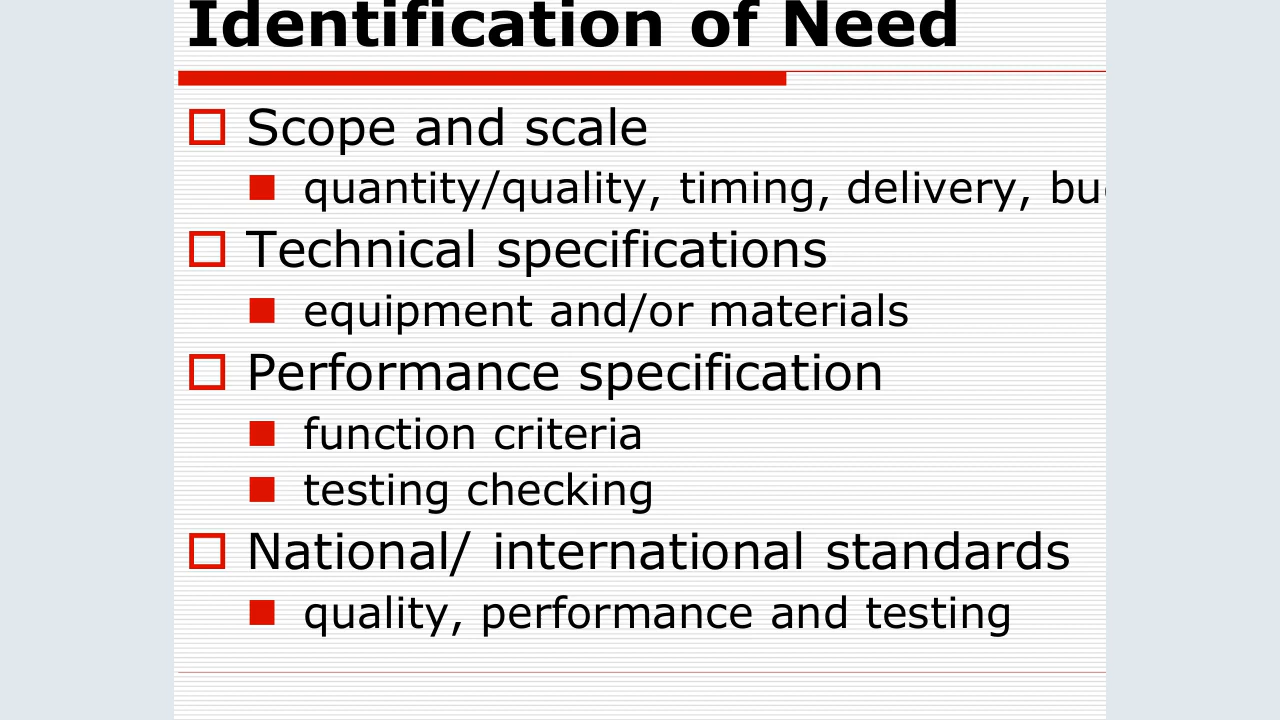 Identification of Need
Scope and scale
quantity/quality, timing, delivery,
Technical specifications
equipment and/or materials
Performance specification
function criteria
testing checking
National/ international standards
quality, performance and testing